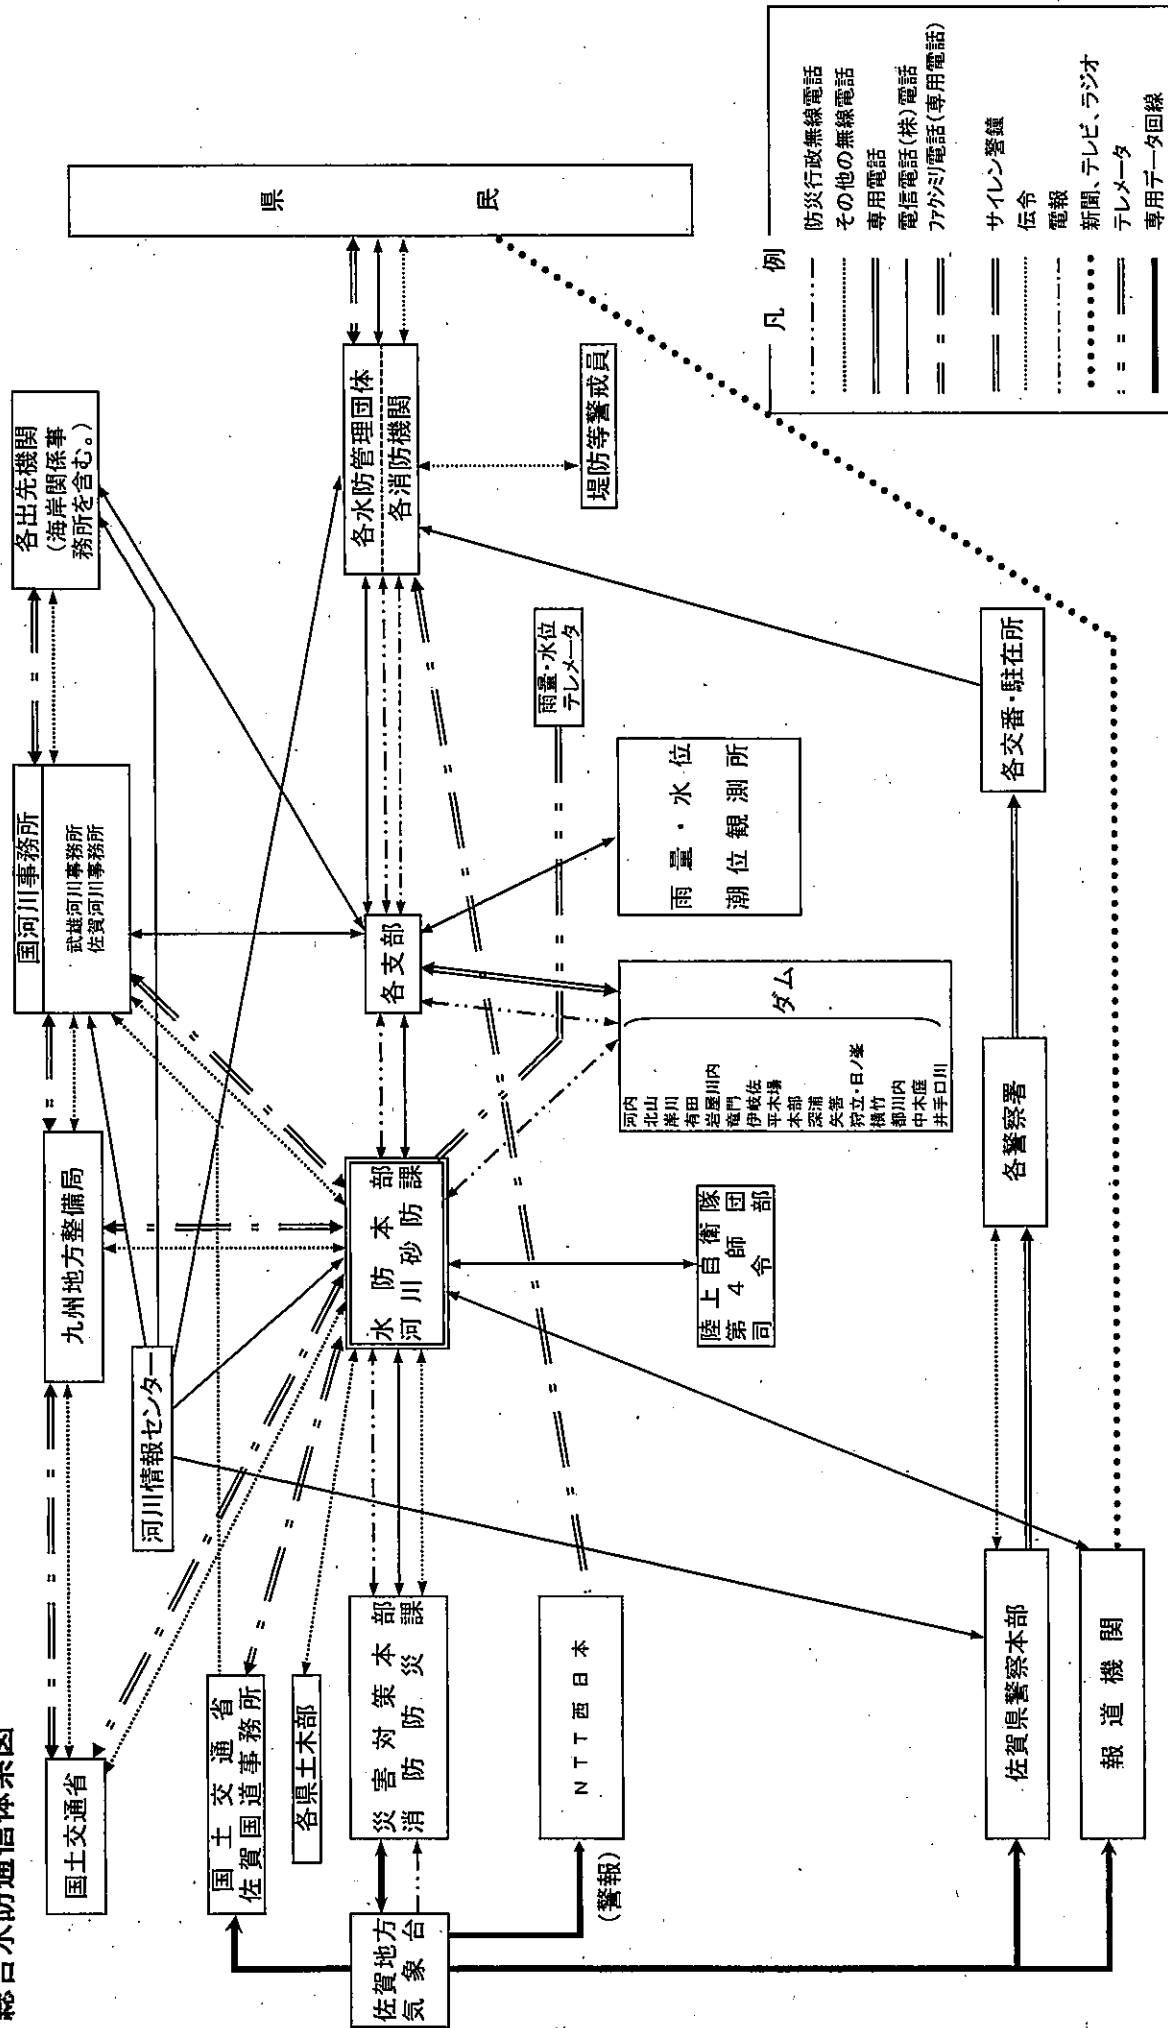 総合水防通信体系図
国土交通省
九州地方整備局
国河川事務所
武雄河川事務所
佐賀河川事務所
各出先機関
(海岸関係事
務所を含む。)
河川情報センター
国土交通省
佐賀国道事務所
各県土木部
佐賀地方
気象台
災害対策本部
消防防災課
水防本部
河川砂防課
各支部
各水防管理団体
各消防機関
県民
堤防等警戒員
雨量・水位
テレメータ
雨量・水位
潮位観測所
ダム
河内
北山
岸川
有田
岩屋川内
竜門
伊岐佐
平木場
本部
深浦
矢筈
狩立・日ノ峯
横竹
都川内
中木庭
井手口川
陸上自衛隊
第4師団
司令部
NTT西日本
(警報)
佐賀県警察本部
各警察署
各交番・駐在所
報道機関
凡例
防災行政無線電話
その他の無線電話
専用電話
電信電話(株)電話
ファクシミリ電話(専用電話)
サイレン警鐘
伝令
電報
新聞、テレビ、ラジオ
テレメータ
専用データ回線